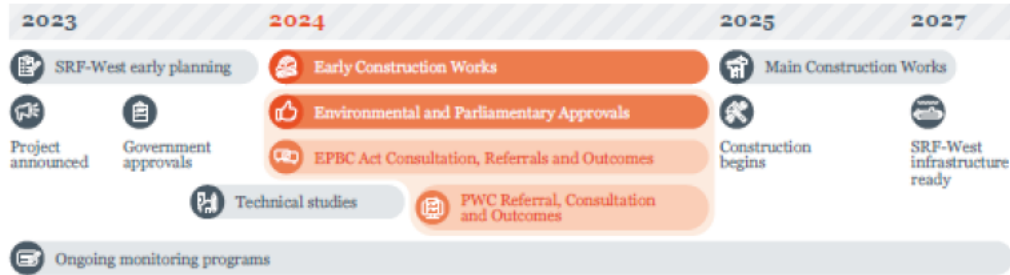 2023
2024
2025
2027
SRF-West early planning
Early Construction Works
Main Construction Works
Environmental and Parliamentary Approvals
Project
announced
Government
approvals
Construction
begins
SRF-West
infrastructure
ready
EPBC Act Consultation, Referrals and Outcomes
Technical studies
PWC Referral, Consultation
and Outcomes
Ongoing monitoring programs